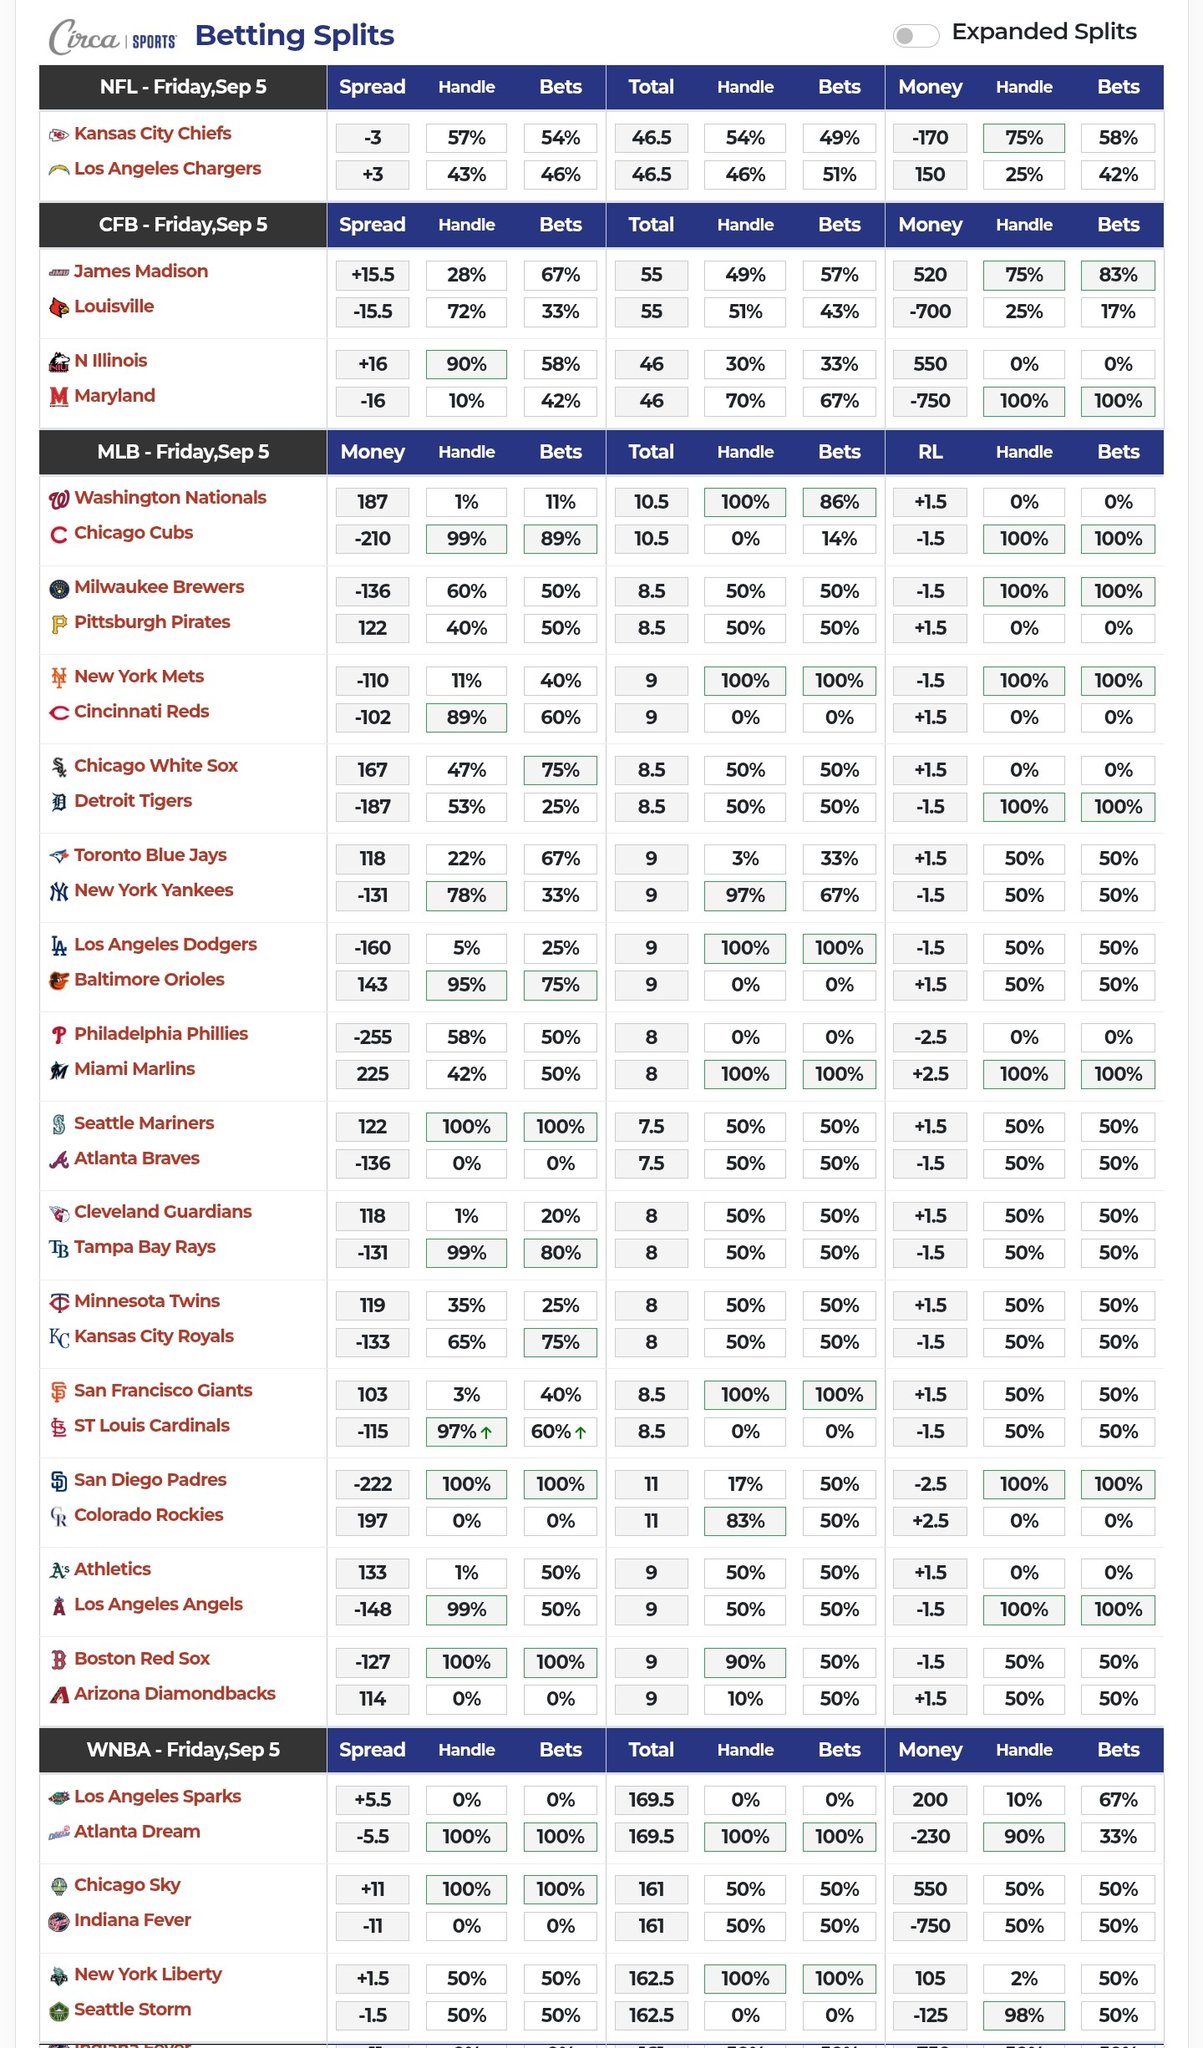 Circa | SPORTS Betting Splits Expanded Splits
NFL - Friday,Sep 5 Spread Handle Bets Total Handle Bets Money Handle Bets
Kansas City Chiefs -3 57% 54% 46.5 54% 49% -170 75% 58%
Los Angeles Chargers +3 43% 46% 46.5 46% 51% 150 25% 42%
CFB - Friday,Sep 5 Spread Handle Bets Total Handle Bets Money Handle Bets
James Madison +15.5 28% 67% 55 49% 57% 520 75% 83%
Louisville -15.5 72% 33% 55 51% 43% -700 25% 17%
N Illinois +16 90% 58% 46 30% 33% 550 0% 0%
Maryland -16 10% 42% 46 70% 67% -750 100% 100%
MLB - Friday,Sep 5 Money Handle Bets Total Handle Bets RL Handle Bets
Washington Nationals 187 1% 11% 10.5 100% 86% +1.5 0% 0%
Chicago Cubs -210 99% 89% 10.5 0% 14% -1.5 100% 100%
Milwaukee Brewers -136 60% 50% 8.5 50% 50% -1.5 100% 100%
Pittsburgh Pirates 122 40% 50% 8.5 50% 50% +1.5 0% 0%
New York Mets -110 11% 40% 9 100% 100% -1.5 100% 100%
Cincinnati Reds -102 89% 60% 9 0% 0% +1.5 0% 0%
Chicago White Sox 167 47% 75% 8.5 50% 50% +1.5 0% 0%
Detroit Tigers -187 53% 25% 8.5 50% 50% -1.5 100% 100%
Toronto Blue Jays 118 22% 67% 9 3% 33% +1.5 50% 50%
New York Yankees -131 78% 33% 9 97% 67% -1.5 50% 50%
Los Angeles Dodgers -160 5% 25% 9 100% 100% -1.5 50% 50%
Baltimore Orioles 143 95% 75% 9 0% 0% +1.5 50% 50%
Philadelphia Phillies -255 58% 50% 8 0% 0% -2.5 0% 0%
Miami Marlins 225 42% 50% 8 100% 100% +2.5 100% 100%
Seattle Mariners 122 100% 100% 7.5 50% 50% +1.5 50% 50%
Atlanta Braves -136 0% 0% 7.5 50% 50% -1.5 50% 50%
Cleveland Guardians 118 1% 20% 8 50% 50% +1.5 50% 50%
Tampa Bay Rays -131 99% 80% 8 50% 50% -1.5 50% 50%
Minnesota Twins 119 35% 25% 8 50% 50% +1.5 50% 50%
Kansas City Royals -133 65% 75% 8 50% 50% -1.5 50% 50%
San Francisco Giants 103 3% 40% 8.5 100% 100% +1.5 50% 50%
ST Louis Cardinals -115 97%↑ 60%↑ 8.5 0% 0% -1.5 50% 50%
San Diego Padres -222 100% 100% 11 17% 50% -2.5 100% 100%
Colorado Rockies 197 0% 0% 11 83% 50% +2.5 0% 0%
Athletics 133 1% 50% 9 50% 50% +1.5 0% 0%
Los Angeles Angels -148 99% 50% 9 50% 50% -1.5 100% 100%
Boston Red Sox -127 100% 100% 9 90% 50% -1.5 50% 50%
Arizona Diamondbacks 114 0% 0% 9 10% 50% +1.5 50% 50%
WNBA - Friday,Sep 5 Spread Handle Bets Total Handle Bets Money Handle Bets
Los Angeles Sparks +5.5 0% 0% 169.5 0% 0% 200 10% 67%
Atlanta Dream -5.5 100% 100% 169.5 100% 100% -230 90% 33%
Chicago Sky +11 100% 100% 161 50% 50% 550 50% 50%
Indiana Fever -11 0% 0% 161 50% 50% -750 50% 50%
New York Liberty +1.5 50% 50% 162.5 100% 100% 105 2% 50%
Seattle Storm -1.5 50% 50% 162.5 0% 0% -125 98% 50%